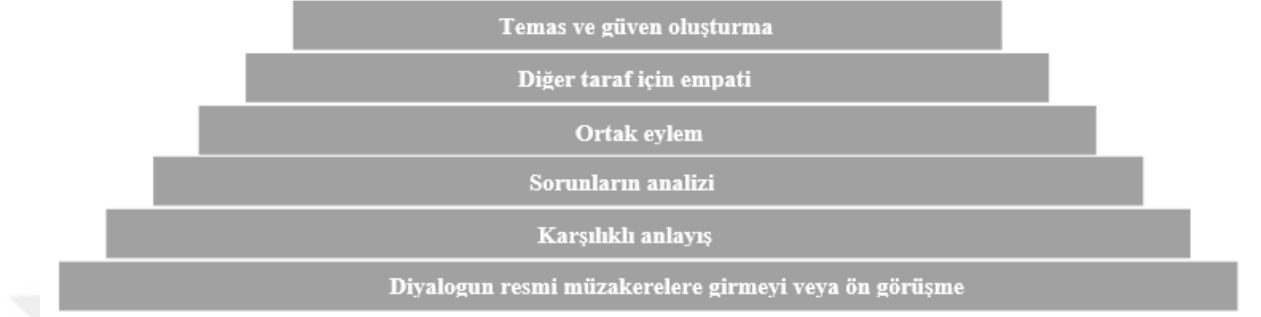 Temas ve güven oluşturma
Diğer taraf için empati
Ortak eylem
Sorunların analizi
Karşılıklı anlayış
Diyalogun resmi müzakerelere girmeyi veya ön görüşme